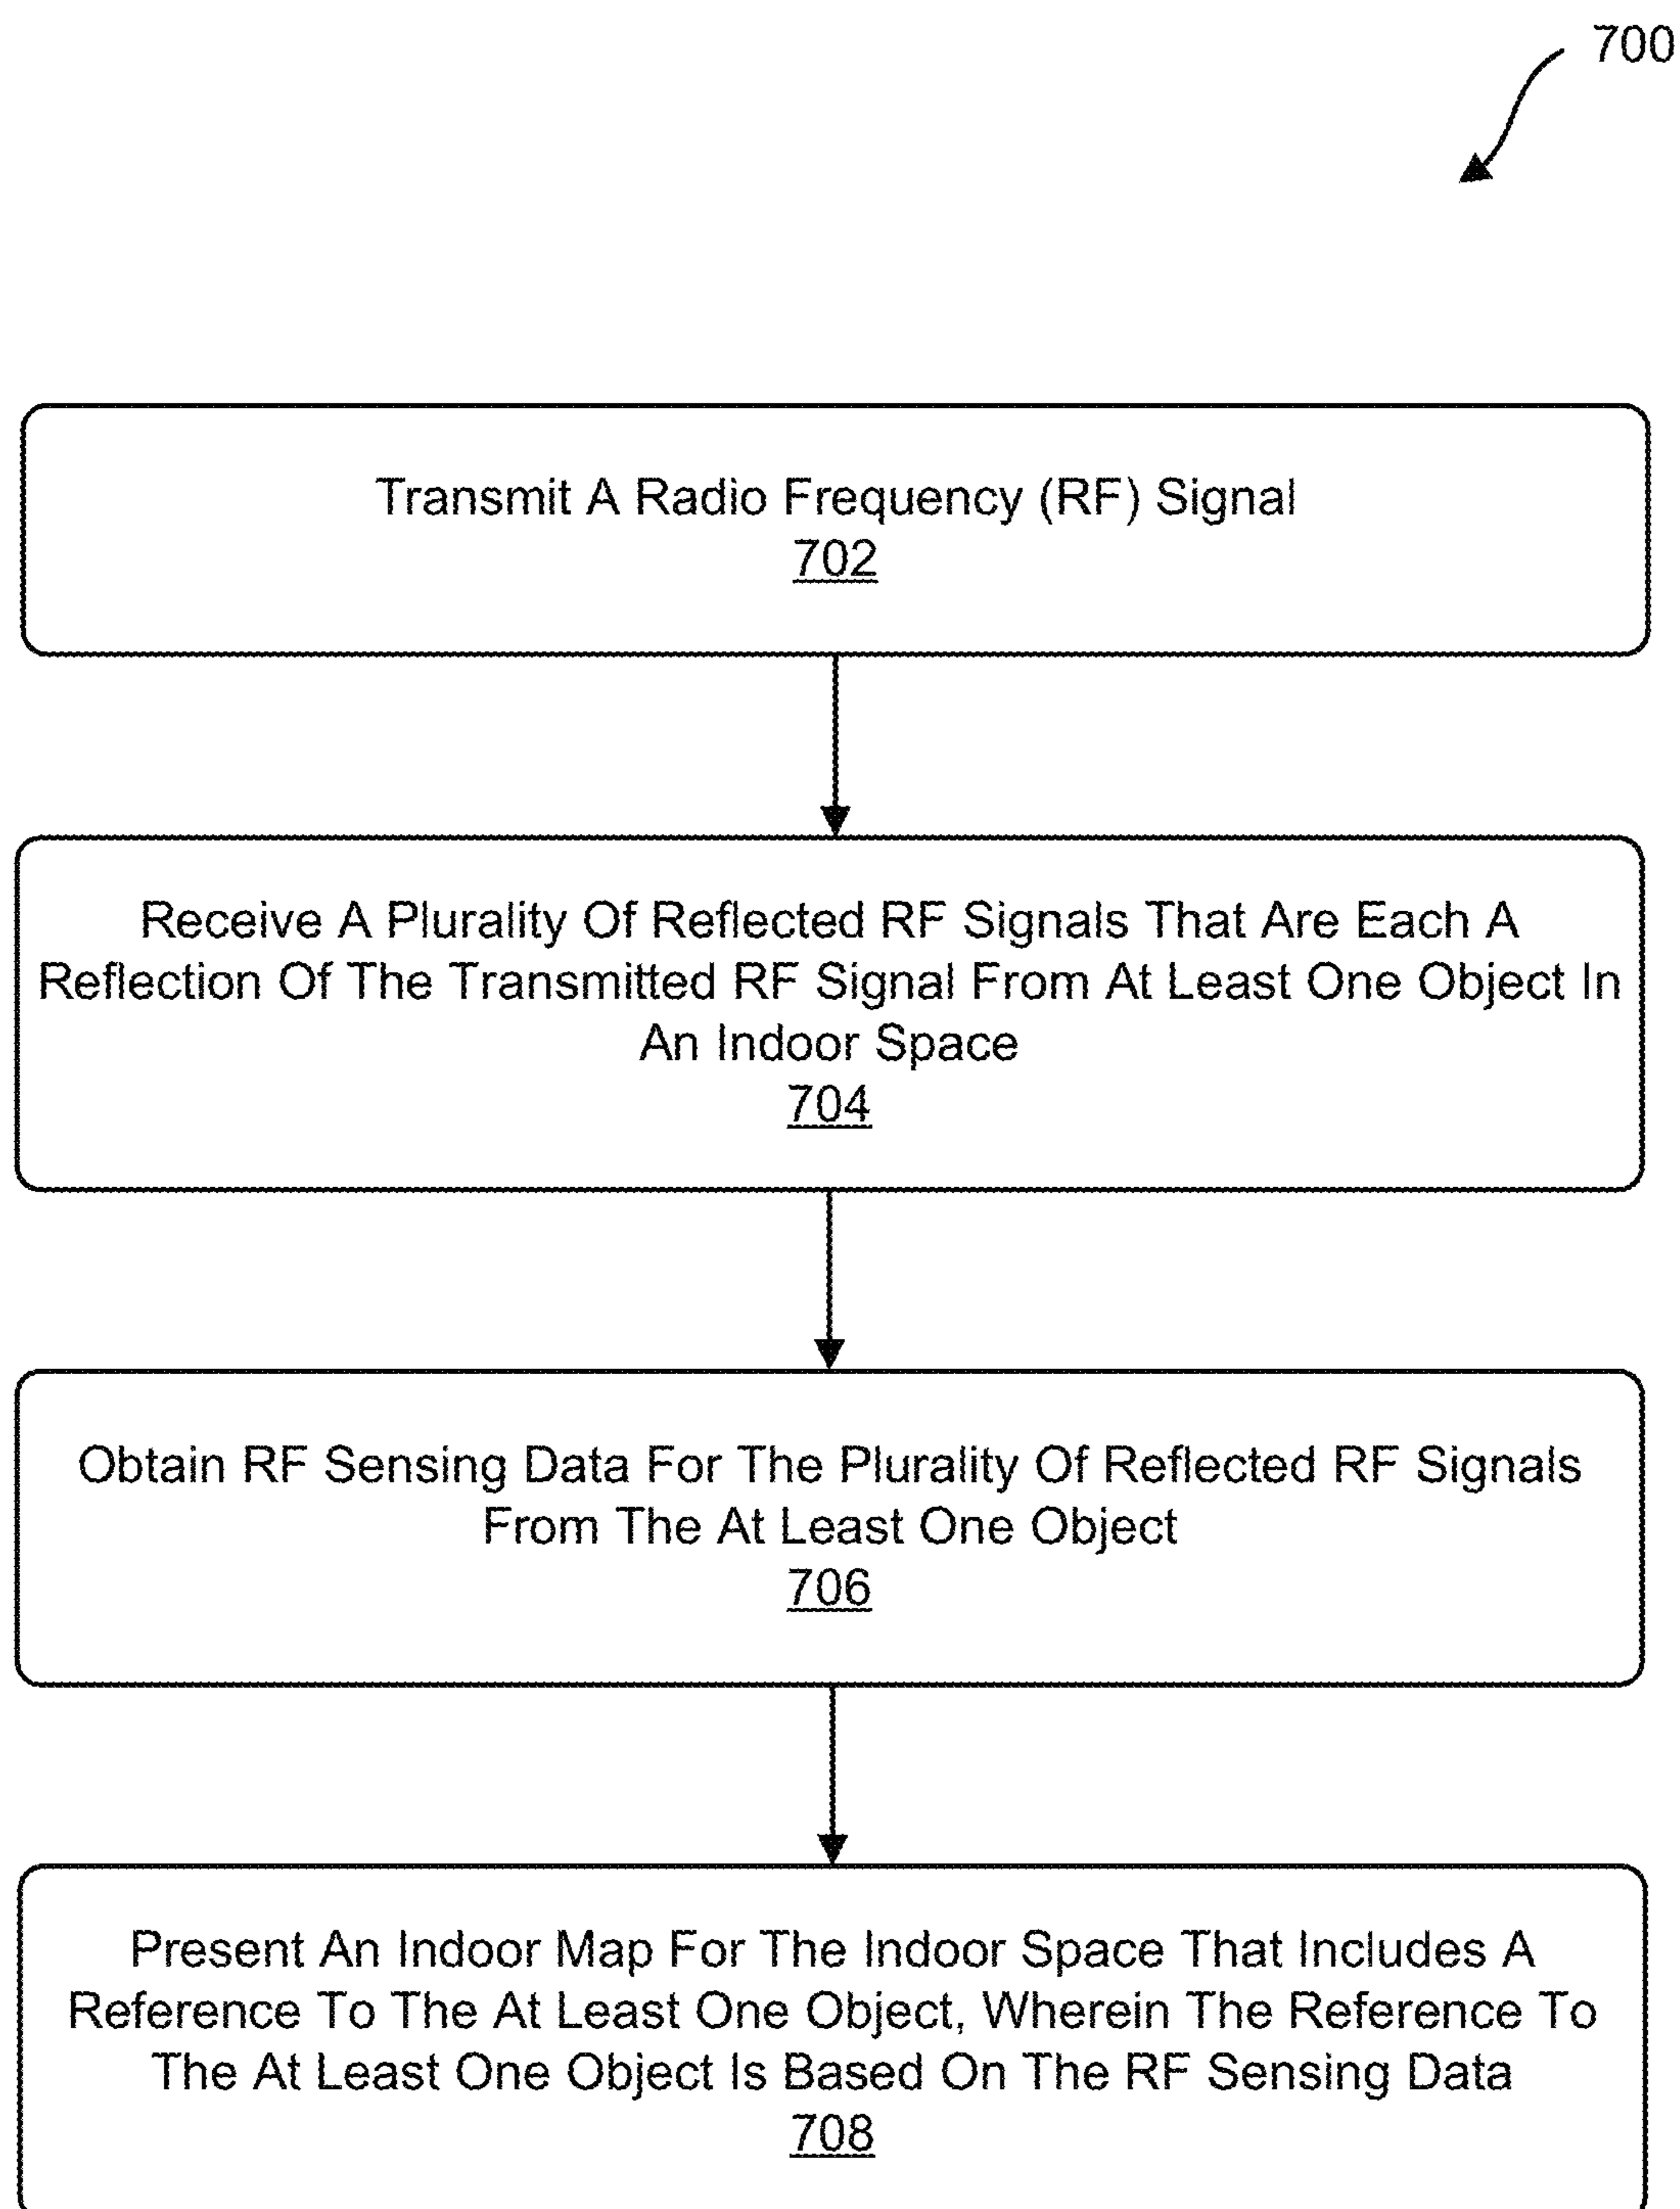 700
Transmit A Radio Frequency (RF) Signal
702
Receive A Plurality Of Reflected RF Signals That Are Each A
Reflection Of The Transmitted RF Signal From At Least One Object In
An Indoor Space
704
Obtain RF Sensing Data For The Plurality Of Reflected RF Signals
From The At Least One Object
706
Present An Indoor Map For The Indoor Space That Includes A
Reference To The At Least One Object, Wherein The Reference To
The At Least One Object Is Based On The RF Sensing Data
708